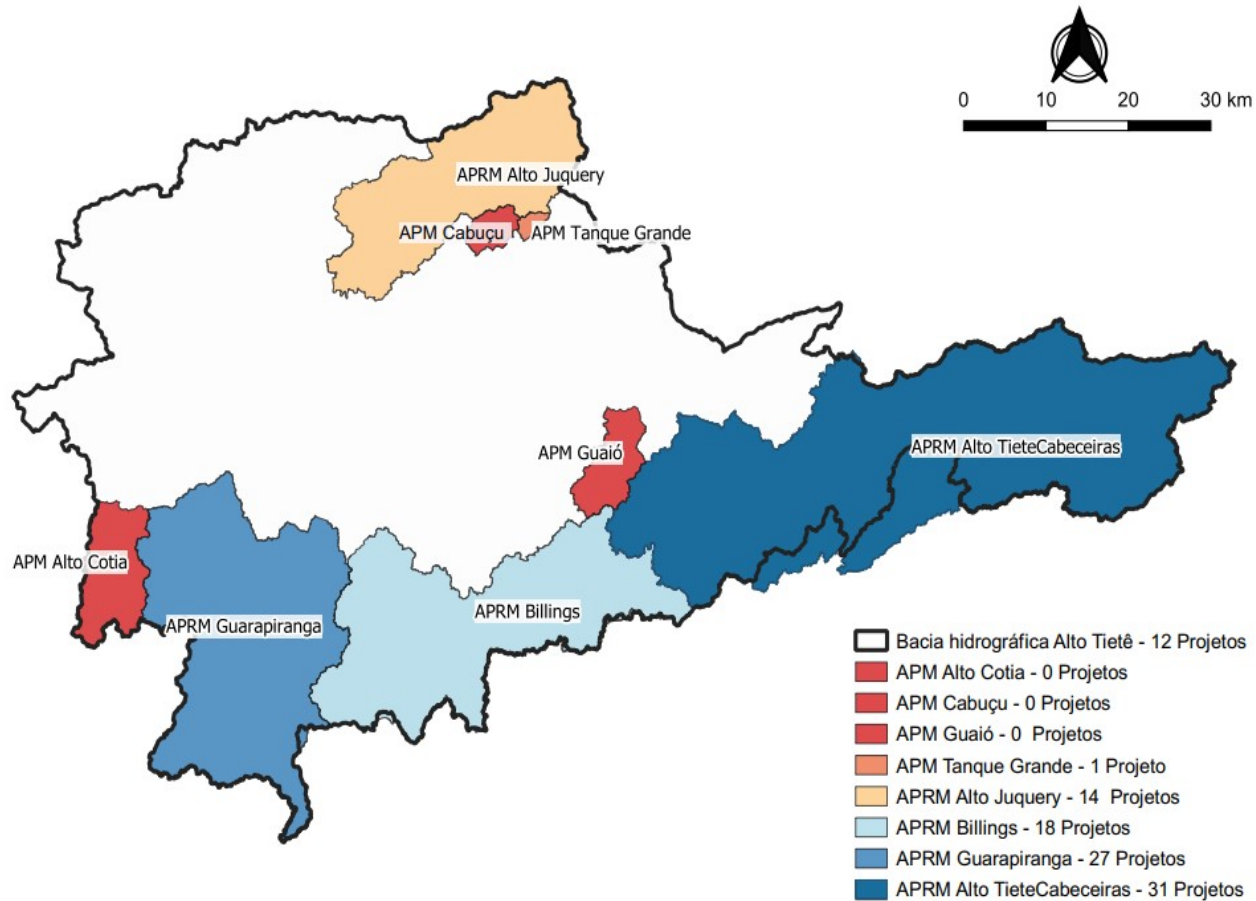 0 10 20 30 km
APRM Alto Juquery
APM Cabuçu
APM Tanque Grande
APM Guaió
APRM Alto TieteCabeceiras
APM Alto Cotia
APRM Billings
APRM Guarapiranga
Bacia hidrográfica Alto Tietê - 12 Projetos
APM Alto Cotia - 0 Projetos
APM Cabuçu - 0 Projetos
APM Guaió - 0 Projetos
APM Tanque Grande - 1 Projeto
APRM Alto Juquery - 14 Projetos
APRM Billings - 18 Projetos
APRM Guarapiranga - 27 Projetos
APRM Alto TieteCabeceiras - 31 Projetos